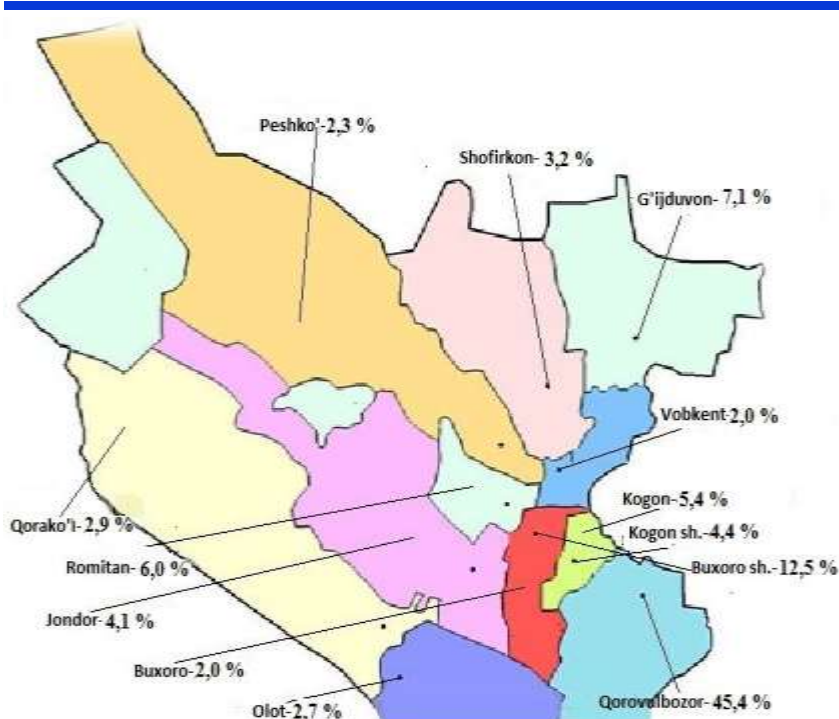 Peshko'-2,3 %
Shofirkon- 3,2 %
G'ijduvon- 7,1 %
Vobkent-2,0 %
Kogon-5,4 %
Kogon sh.-4,4 %
Buxoro sh.-12,5 %
Qorako'l-2,9 %
Romitan- 6,0 %
Jondor-4,1 %
Buxoro-2,0 %
Olot-2,7 %
Qorovulbozor-45,4 %